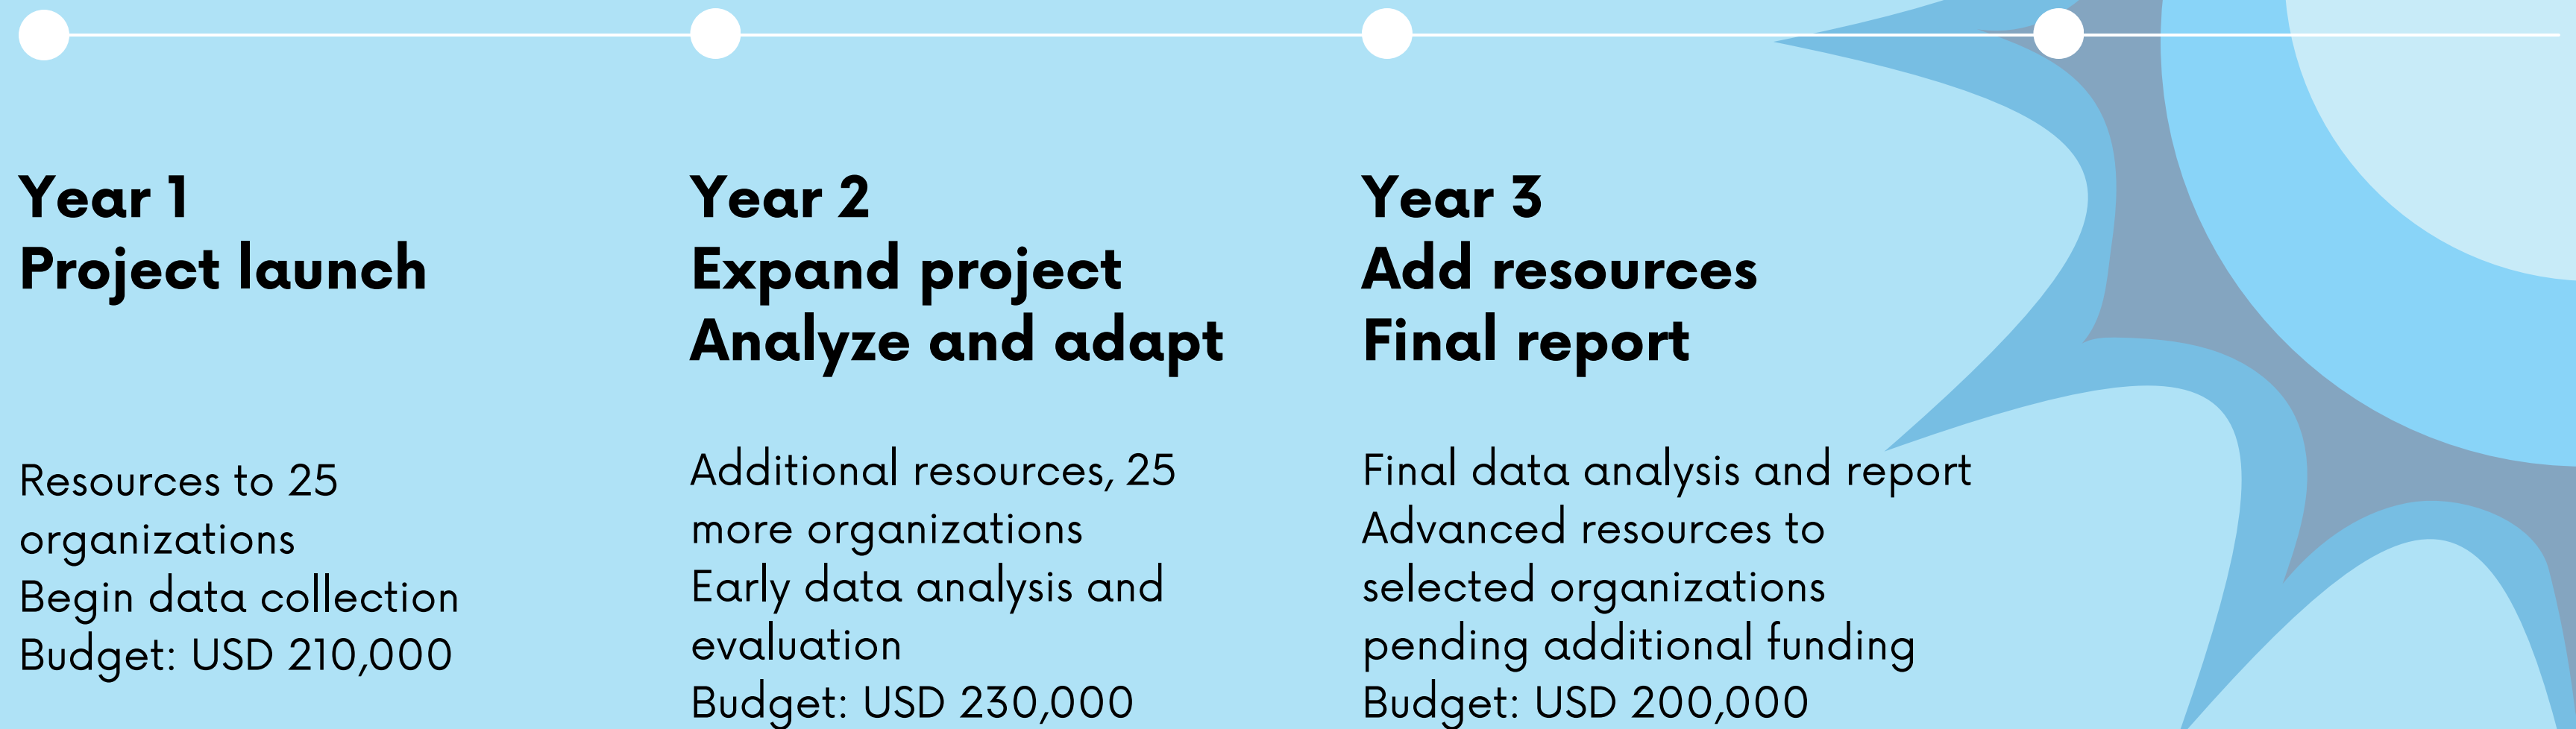 Year 1
Project launch
Resources to 25
organizations
Begin data collection
Budget: USD 210,000
Year 2
Expand project
Analyze and adapt
Additional resources, 25
more organizations
Early data analysis and
evaluation
Budget: USD 230,000
Year 3
Add resources
Final report
Final data analysis and report
Advanced resources to
selected organizations
pending additional funding
Budget: USD 200,000